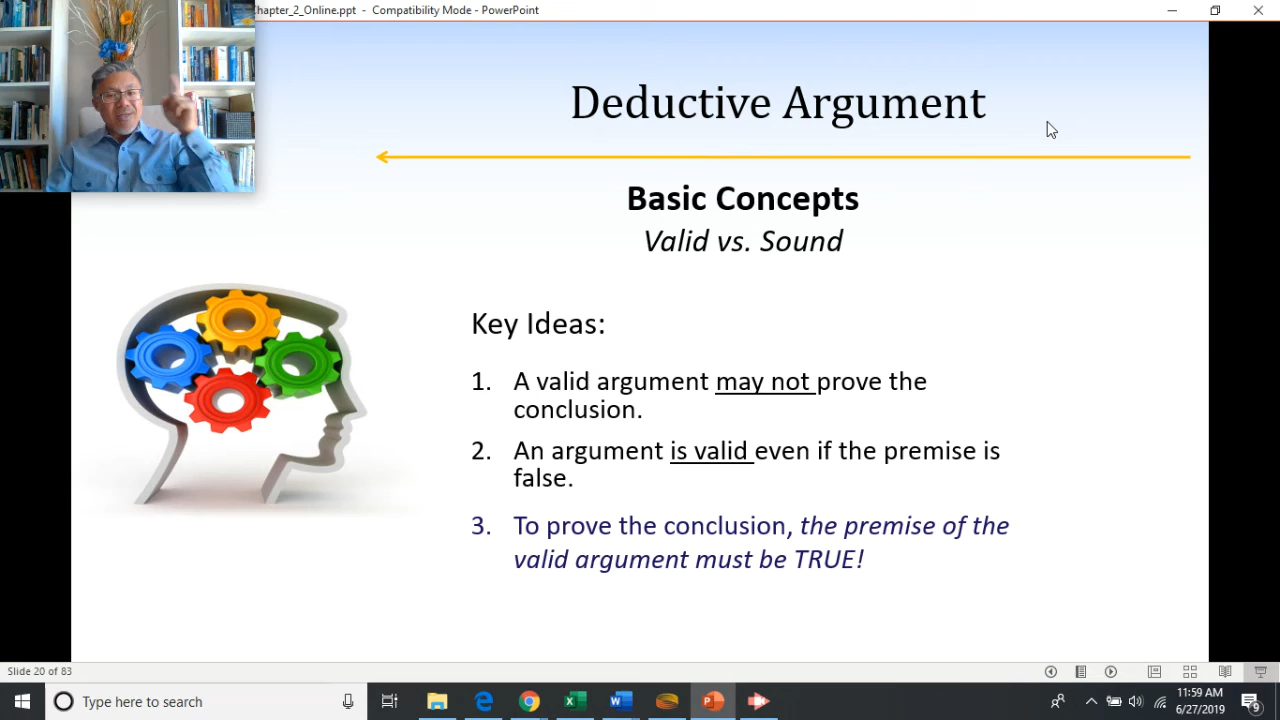 hapter_2_Online.ppt - Compatibility Mode - PowerPoint
Deductive Argument
Basic Concepts
Valid vs. Sound
Key Ideas:
1. A valid argument may not prove the
conclusion.
2. An argument is valid even if the premise is
false.
3. To prove the conclusion, the premise of the
valid argument must be TRUE!
Slide 20 of 83
Type here to search
11:59 AM
6/27/2019
9